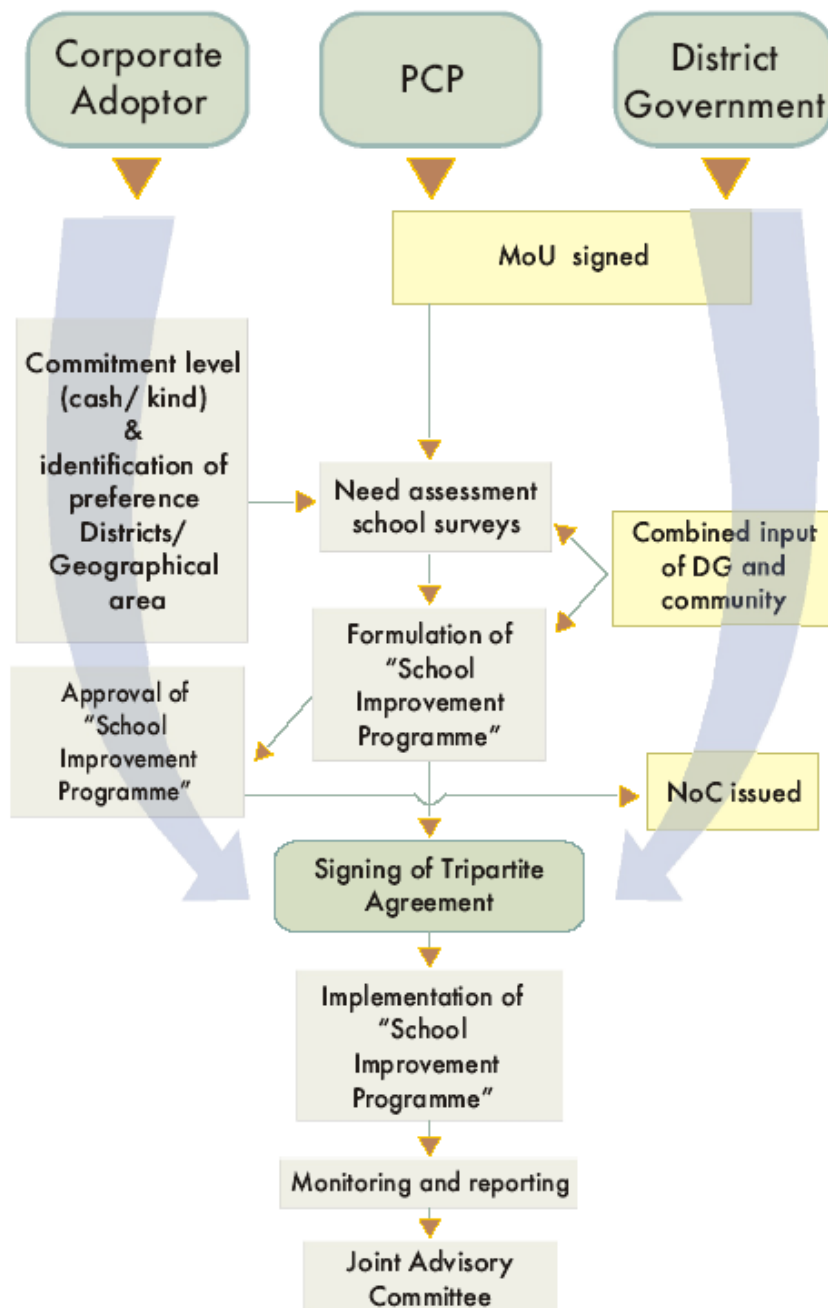 Corporate
Adoptor
PCP
District
Government
MoU signed
Commitment level
(cash/ kind)
&
identification of
preference
Districts/
Geographical
area
Need assessment
school surveys
Combined input
of DG and
community
Formulation of
“School
Improvement
Programme”
Approval of
“School
Improvement
Programme”
NoC issued
Signing of Tripartite
Agreement
Implementation of
“School
Improvement
Programme”
Monitoring and reporting
Joint Advisory
Committee